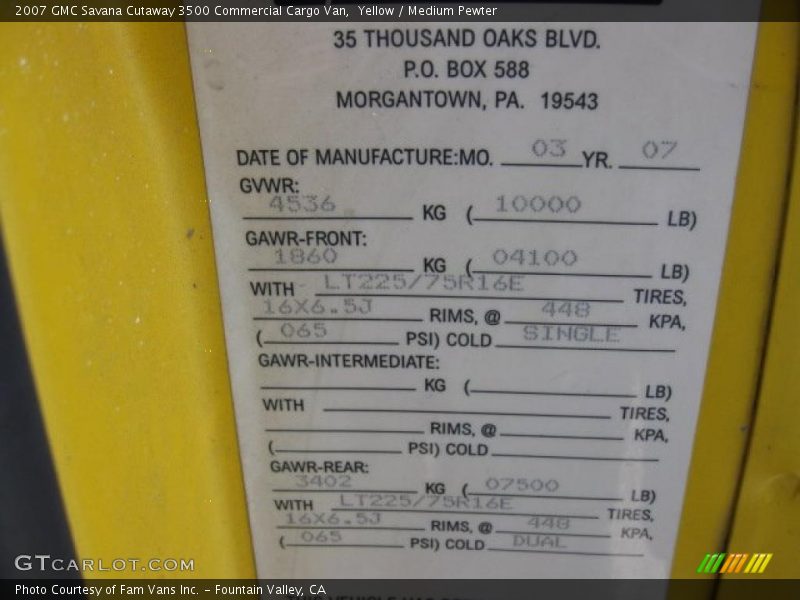 2007 GMC Savana Cutaway 3500 Commercial Cargo Van,  Yellow / Medium Pewter
35 THOUSAND OAKS BLVD.
P.O. BOX 588
MORGANTOWN, PA. 19543
DATE OF MANUFACTURE:MO. 03 YR. 07
GVWR:
4536 KG ( 10000 LB)
GAWR-FRONT:
1860 KG ( 04100 LB)
WITH LT225/75R16E TIRES,
16X6.5J RIMS, @ 448 KPA,
( 065 PSI) COLD SINGLE
GAWR-INTERMEDIATE:
KG ( LB)
WITH TIRES,
RIMS, @ KPA,
( PSI) COLD
GAWR-REAR:
3402 KG ( 07500 LB)
WITH LT225/75R16E TIRES,
16X6.5J RIMS, @ 448 KPA,
( 065 PSI) COLD DUAL
GTCARLOT.COM
Photo Courtesy of Fam Vans Inc. – Fountain Valley, CA